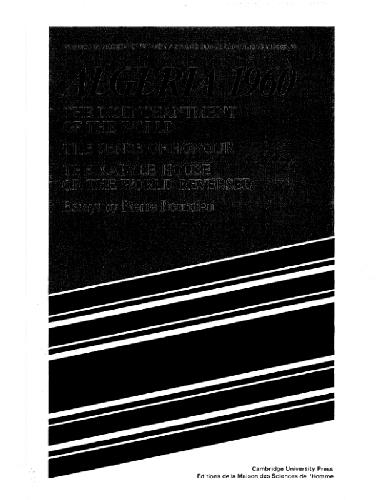 ALGERIA 1960
THE DISENCHANTMENT
OF THE WORLD
THE SENSE OF HONOUR
THE KABYLE HOUSE
OR THE WORLD REVERSED
Essays by Pierre Bourdieu
Cambridge University Press
Editions de la Maison des Sciences de l'Homme